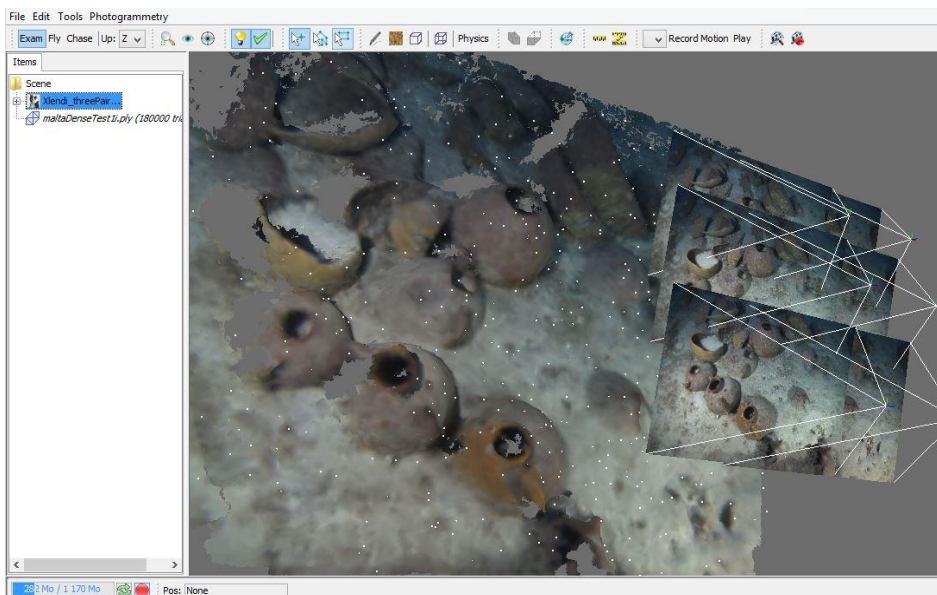 File Edit Tools Photogrammetry
Exam Fly Chase Up: Z Physics Record Motion Play
Items
Scene
Xlendi_threePair...
maltaDenseTest1i.ply (180000 tri
282 Mo / 1 170 Mo Pos: None